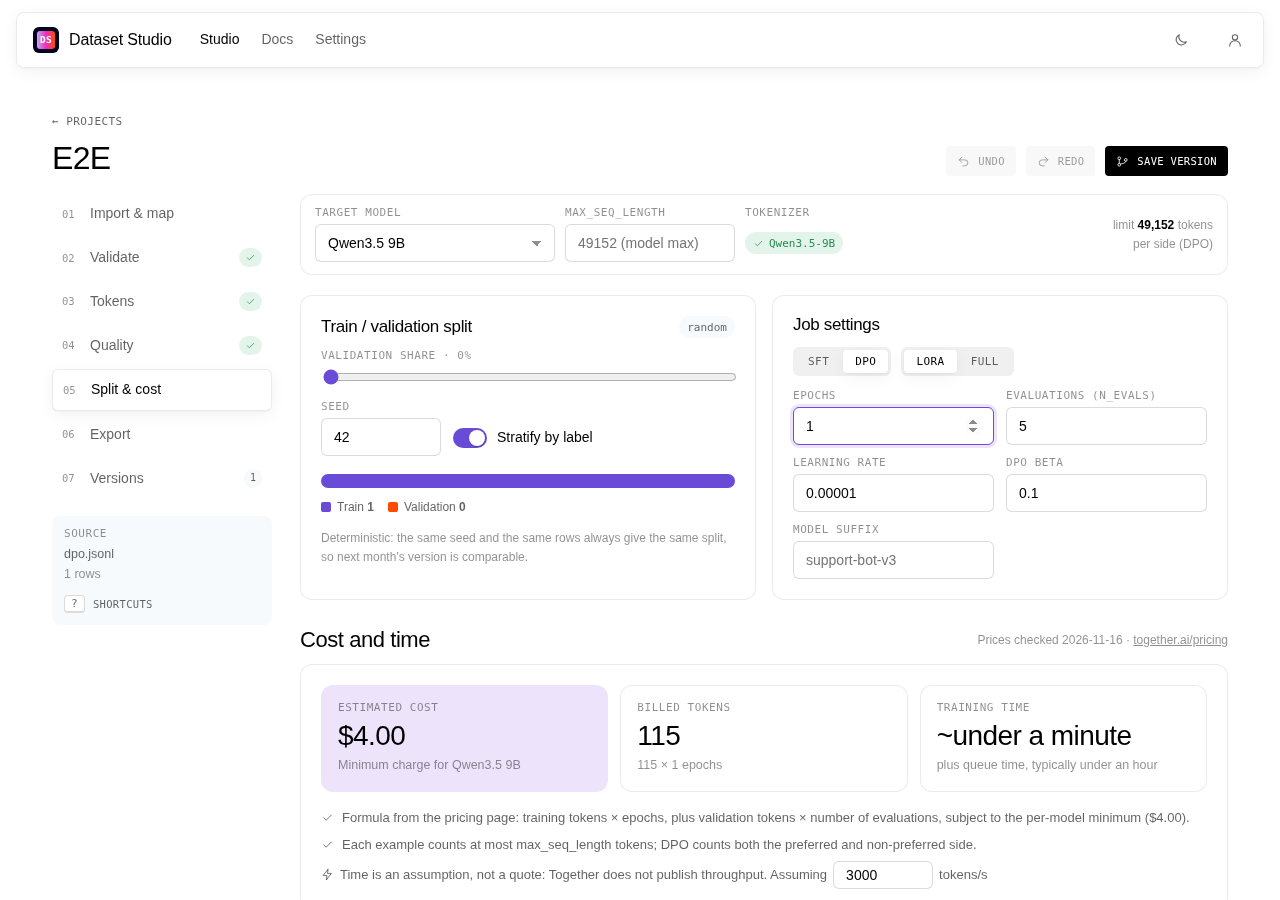 DS Dataset Studio Studio Docs Settings
← PROJECTS
E2E
UNDO REDO SAVE VERSION
01 Import & map
02 Validate
03 Tokens
04 Quality
05 Split & cost
06 Export
07 Versions 1
SOURCE
dpo.jsonl
1 rows
? SHORTCUTS
TARGET MODEL MAX_SEQ_LENGTH TOKENIZER
Qwen3.5 9B 49152 (model max) Qwen3.5-9B
limit 49,152 tokens
per side (DPO)
Train / validation split random
VALIDATION SHARE · 0%
SEED
42 Stratify by label
Train 1 Validation 0
Deterministic: the same seed and the same rows always give the same split,
so next month's version is comparable.
Job settings
SFT DPO LORA FULL
EPOCHS EVALUATIONS (N_EVALS)
1 5
LEARNING RATE DPO BETA
0.00001 0.1
MODEL SUFFIX
support-bot-v3
Cost and time Prices checked 2026-11-16 · together.ai/pricing
ESTIMATED COST
$4.00
Minimum charge for Qwen3.5 9B
BILLED TOKENS
115
115 × 1 epochs
TRAINING TIME
~under a minute
plus queue time, typically under an hour
Formula from the pricing page: training tokens × epochs, plus validation tokens × number of evaluations, subject to the per-model minimum ($4.00).
Each example counts at most max_seq_length tokens; DPO counts both the preferred and non-preferred side.
Time is an assumption, not a quote: Together does not publish throughput. Assuming 3000 tokens/s